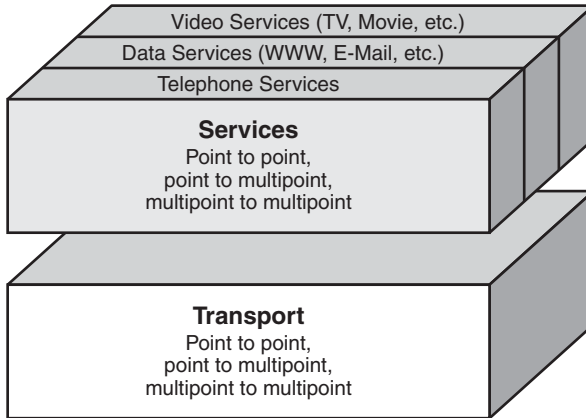 Video Services (TV, Movie, etc.)
Data Services (WWW, E-Mail, etc.)
Telephone Services
Services
Point to point,
point to multipoint,
multipoint to multipoint
Transport
Point to point,
point to multipoint,
multipoint to multipoint